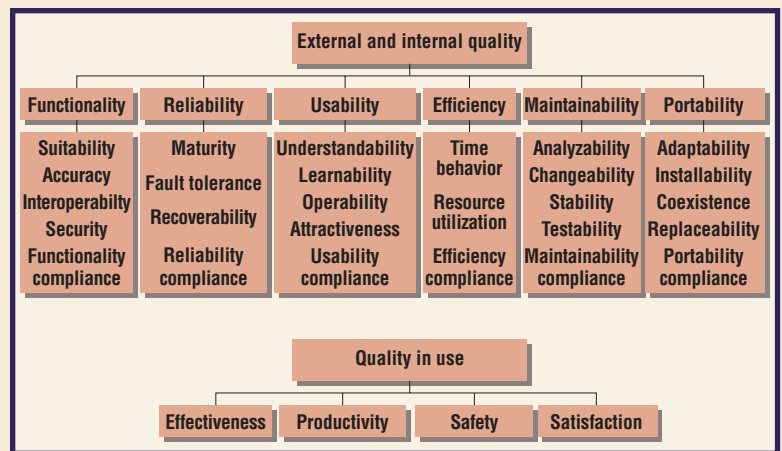 External and internal quality
Functionality
Reliability
Usability
Efficiency
Maintainability
Portability
Suitability
Accuracy
Interoperabilty
Security
Functionality
compliance
Maturity
Fault tolerance
Recoverability
Reliability
compliance
Understandability
Learnability
Operability
Attractiveness
Usability
compliance
Time
behavior
Resource
utilization
Efficiency
compliance
Analyzability
Changeability
Stability
Testability
Maintainability
compliance
Adaptability
Installability
Coexistence
Replaceability
Portability
compliance
Quality in use
Effectiveness
Productivity
Safety
Satisfaction